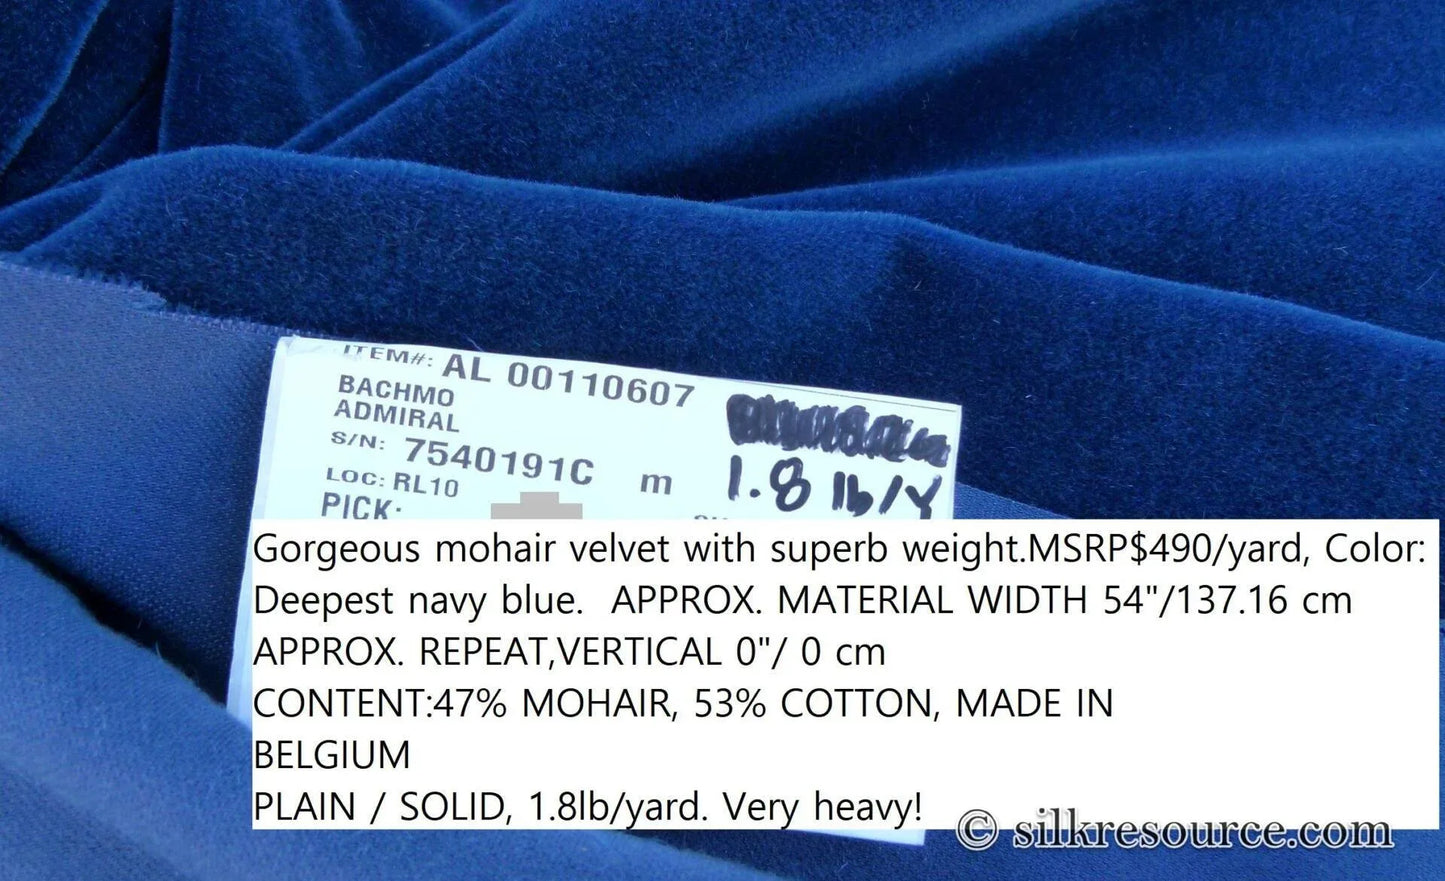 ITEM#: AL 00110607
BACHMO
ADMIRAL
S/N: 7540191C m
1.8 lb/Y
LOC: RL10
PICK:
Gorgeous mohair velvet with superb weight.MSRP$490/yard, Color:
Deepest navy blue. APPROX. MATERIAL WIDTH 54"/137.16 cm
APPROX. REPEAT,VERTICAL 0"/ 0 cm
CONTENT:47% MOHAIR, 53% COTTON, MADE IN
BELGIUM
PLAIN / SOLID, 1.8lb/yard. Very heavy!
© silkresource.com